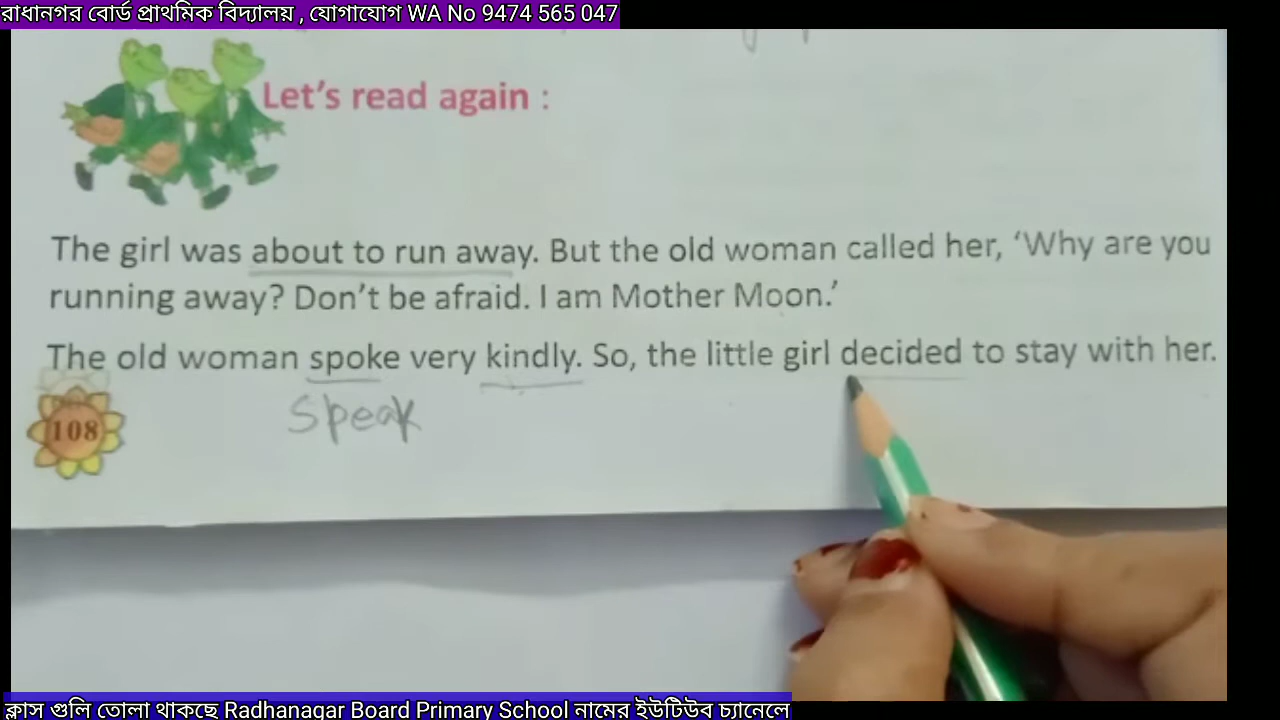 রাধানগর বোর্ড প্রাথমিক বিদ্যালয় , যোগাযোগ WA No 9474 565 047
Let's read again :
The girl was about to run away. But the old woman called her, ‘Why are you
running away? Don't be afraid. I am Mother Moon.’
The old woman spoke very kindly. So, the little girl decided to stay with her.
speak
108
ক্লাস গুলি তোলা থাকছে Radhanagar Board Primary School নামের ইউটিউব চ্যানেলে